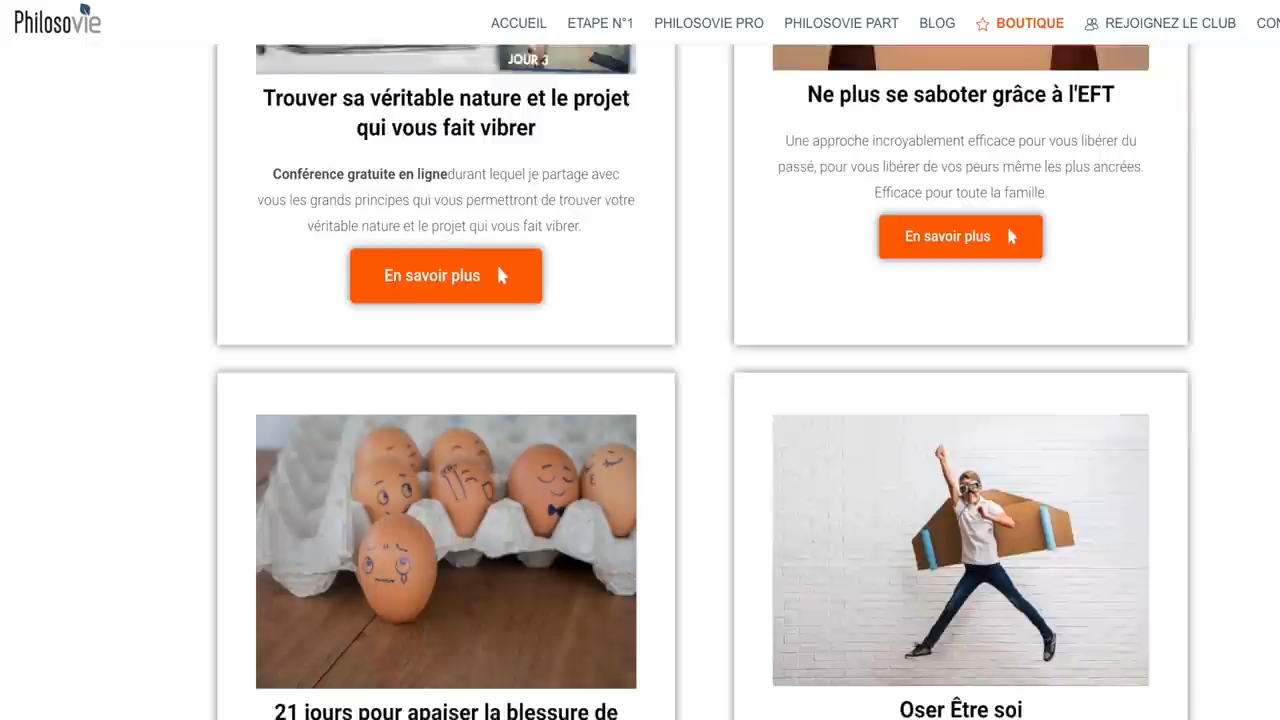 Philosovie
ACCUEIL ETAPE N°1 PHILOSOVIE PRO PHILOSOVIE PART BLOG BOUTIQUE REJOIGNEZ LE CLUB CON
JOUR 3
Trouver sa véritable nature et le projet
qui vous fait vibrer
Conférence gratuite en lignedurant lequel je partage avec
vous les grands principes qui vous permettront de trouver votre
véritable nature et le projet qui vous fait vibrer.
En savoir plus
Ne plus se saboter grâce à l'EFT
Une approche incroyablement efficace pour vous libérer du
passé, pour vous libérer de vos peurs même les plus ancrées.
Efficace pour toute la famille.
En savoir plus
21 jours pour apaiser la blessure de
Oser Être soi